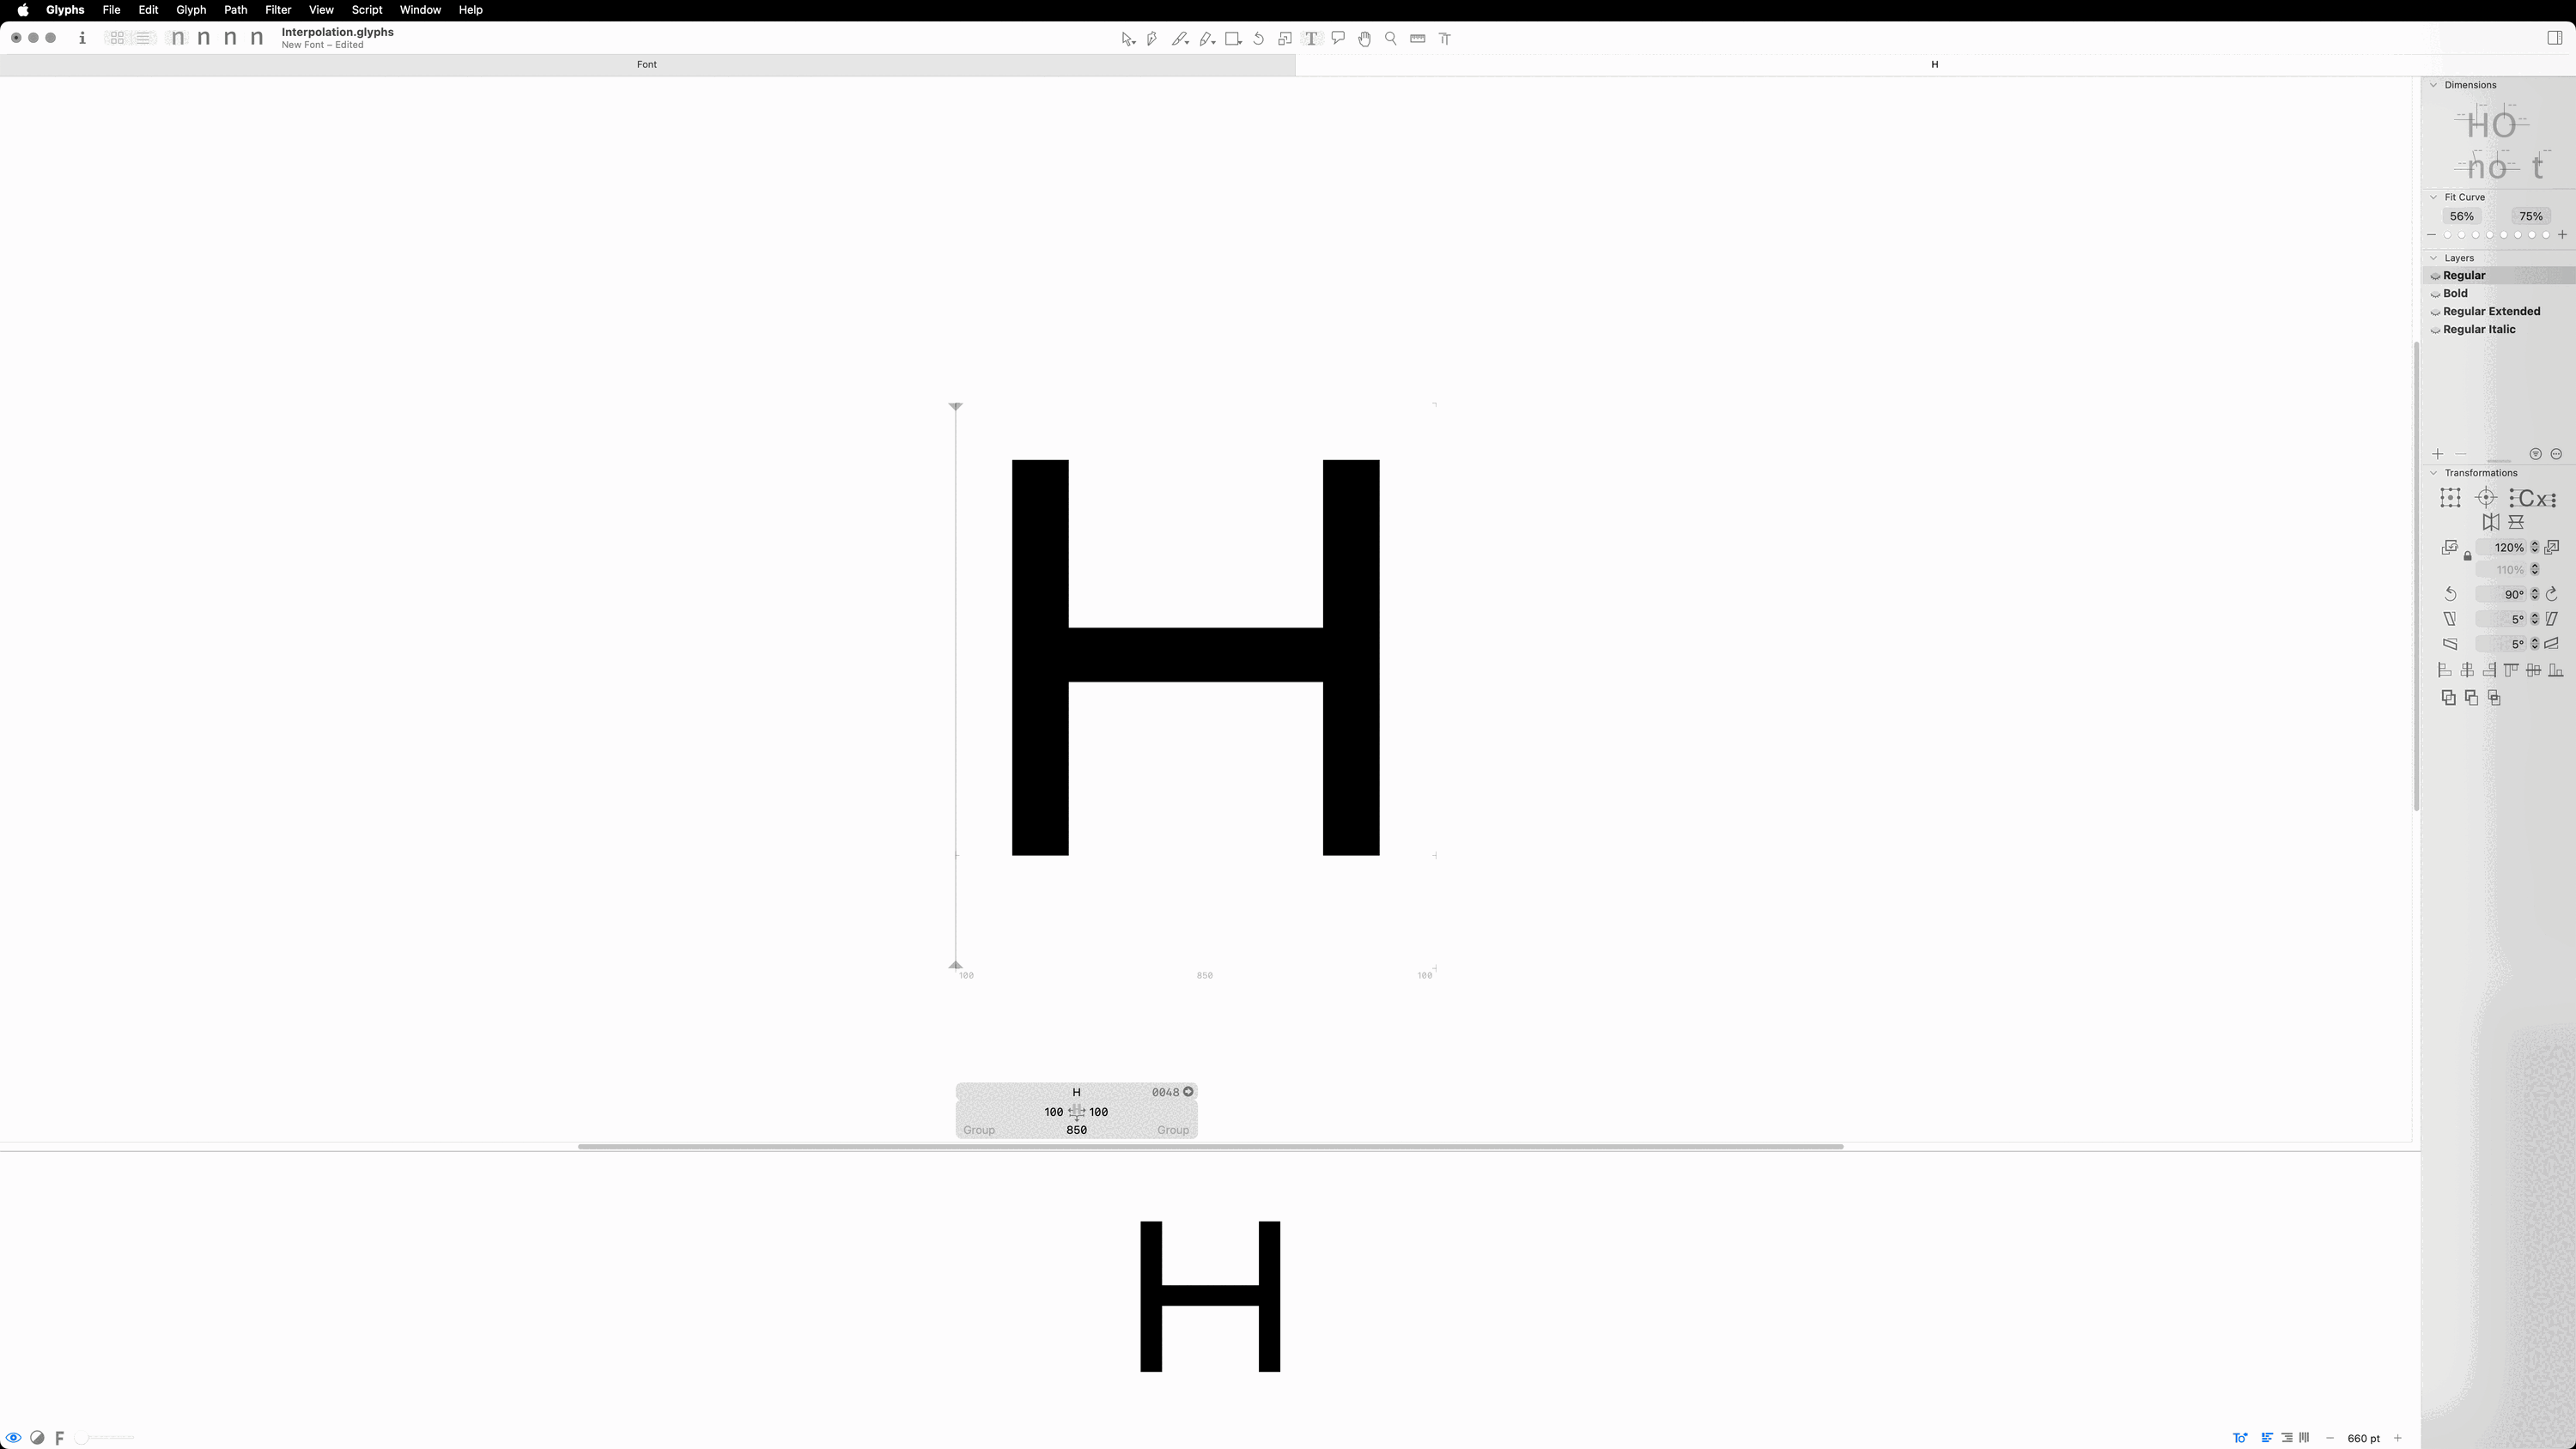 Glyphs File Edit Glyph Path Filter View Script Window Help
n n n n
Interpolation.glyphs
New Font – Edited
T
Font
H
Dimensions
HO
no t
Fit Curve
56% 75%
Layers
Regular
Bold
Regular Extended
Regular Italic
Transformations
Cx
120%
110%
90°
5°
5°
H
100 850 100
H 0048
100 100
Group 850 Group
H
F
660 pt